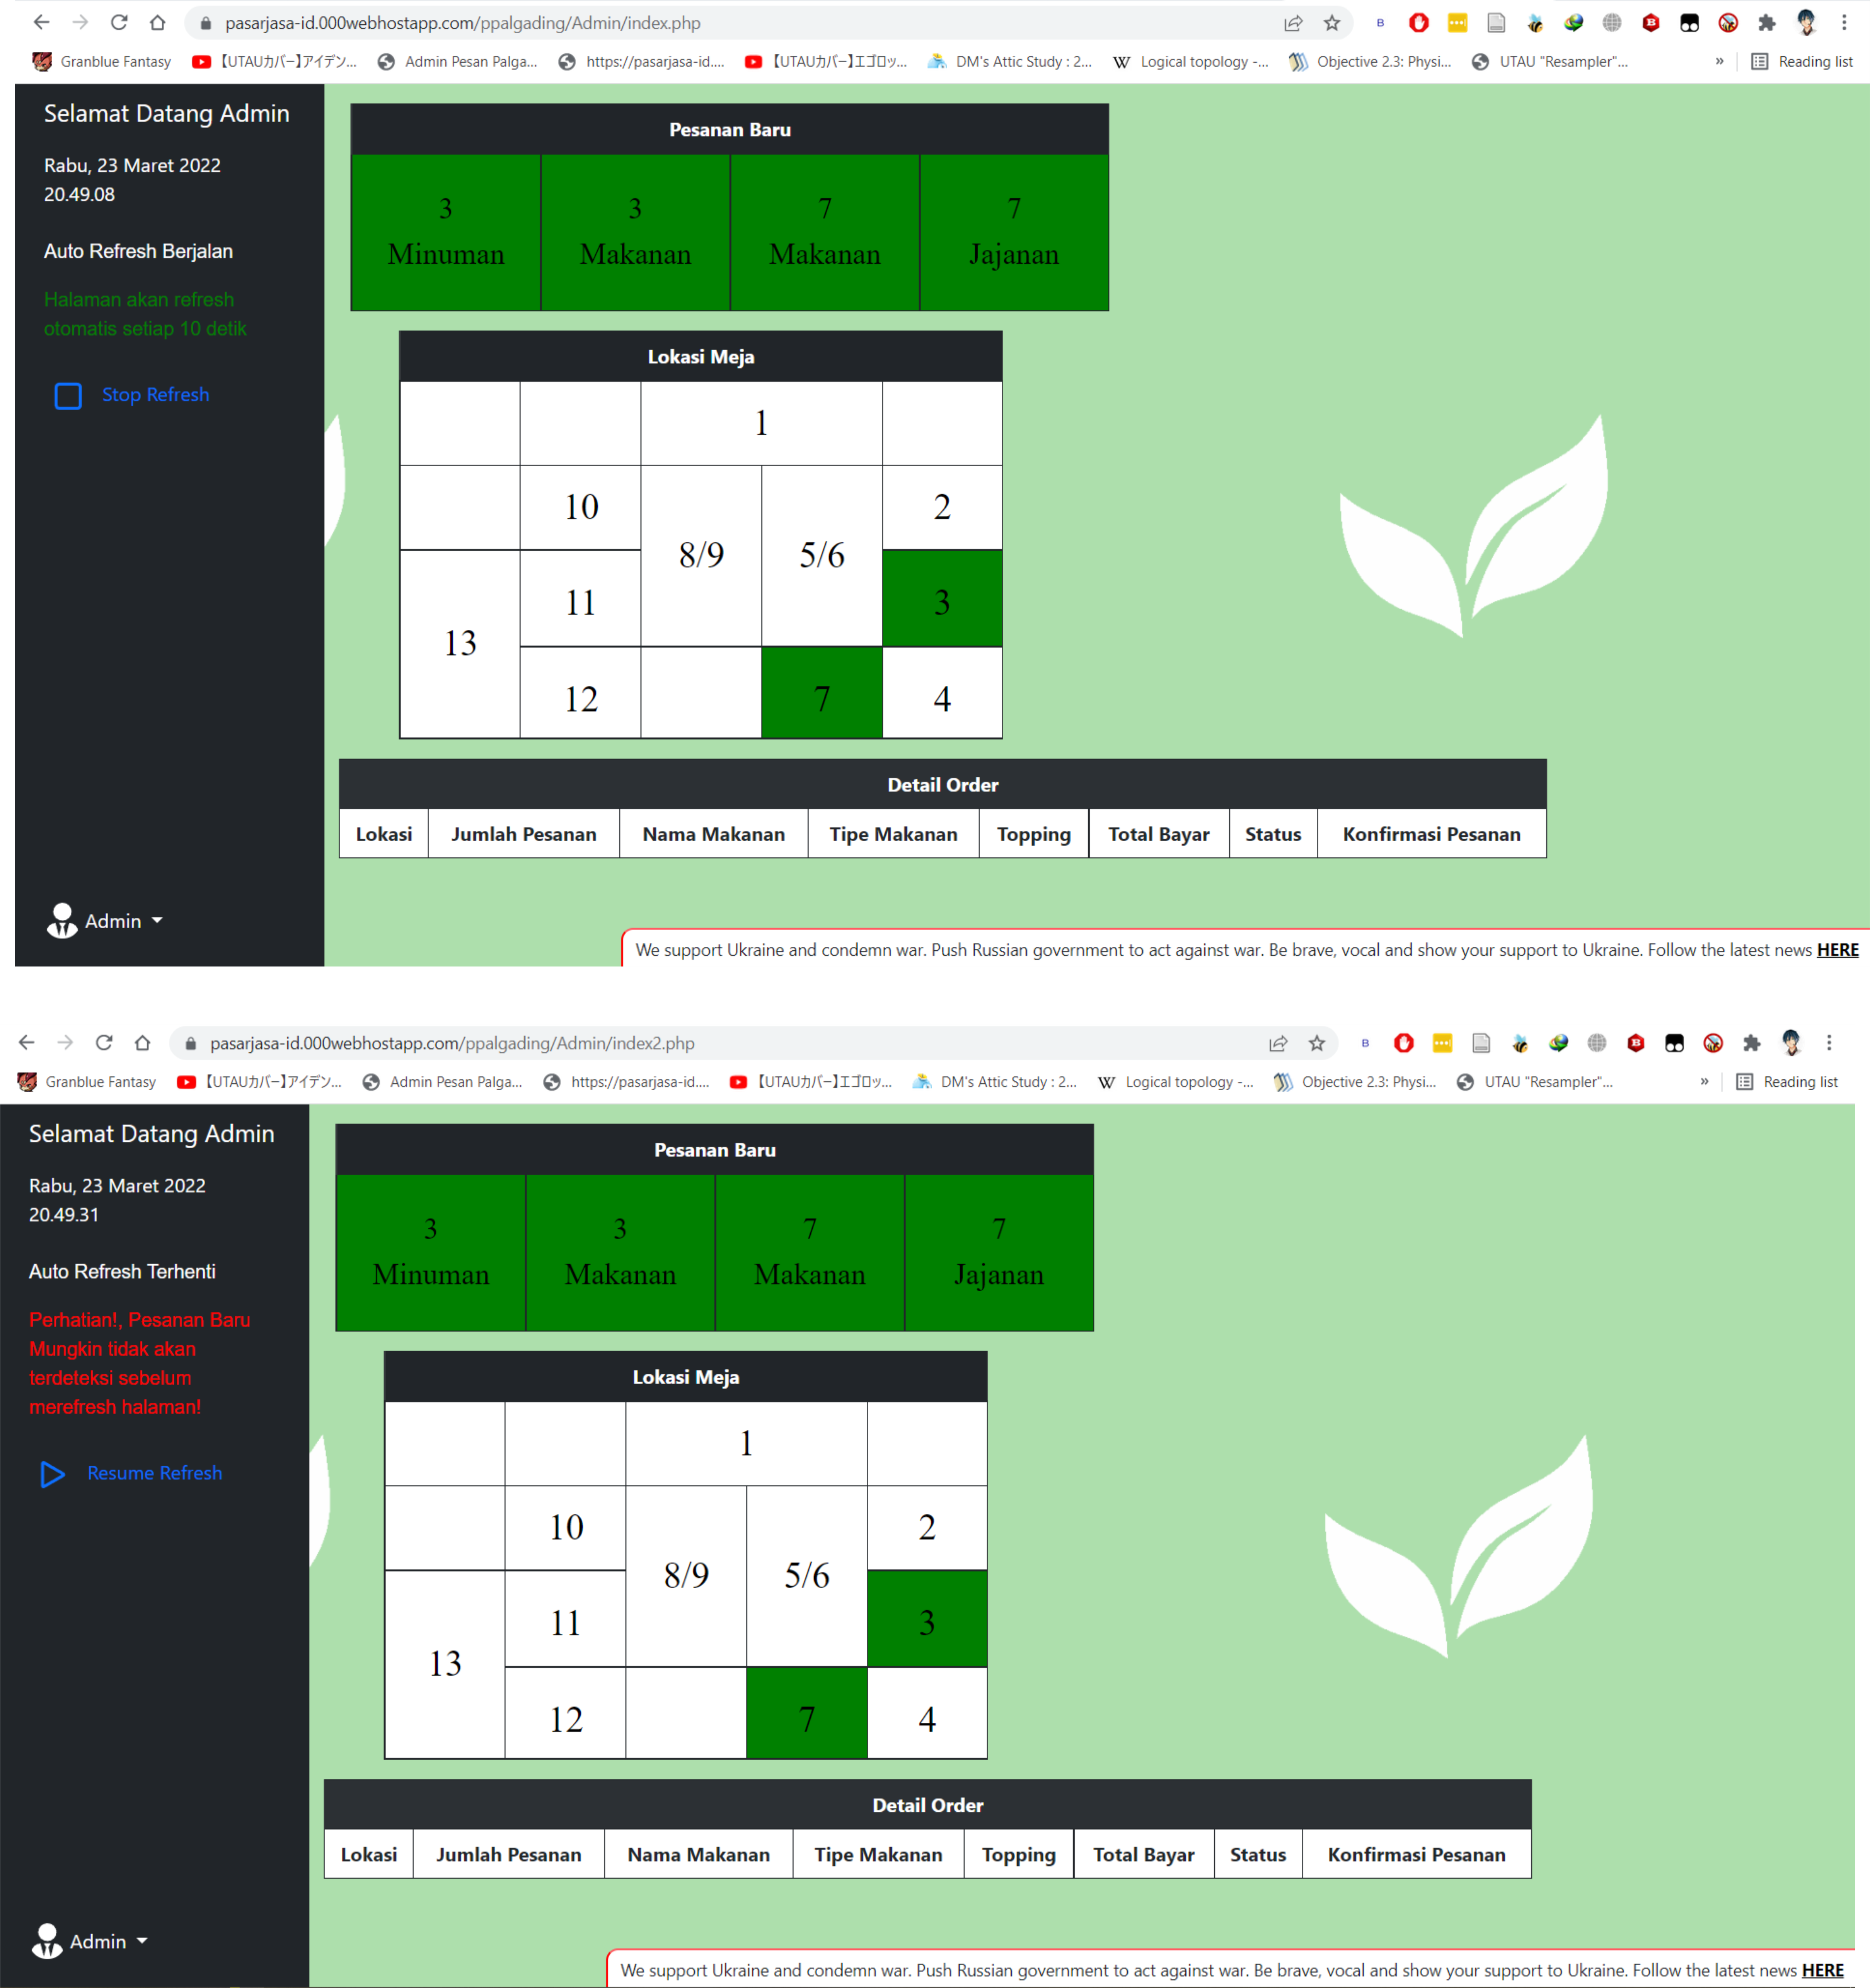 pasarjasa-id.000webhostapp.com/ppalgading/Admin/index.php
Granblue Fantasy 【UTAUカバー】アイデン... Admin Pesan Palga... https://pasarjasa-id.... 【UTAUカバー】エゴロッ... DM's Attic Study : 2... W Logical topology -... Objective 2.3: Physi... UTAU "Resampler"... » Reading list
Selamat Datang Admin
Rabu, 23 Maret 2022
20.49.08
Auto Refresh Berjalan
Halaman akan refresh
otomatis setiap 10 detik
Stop Refresh
Admin
Pesanan Baru
3 3 7 7
Minuman Makanan Makanan Jajanan
Lokasi Meja
1
10 2
8/9 5/6
11 3
13
12 7 4
Detail Order
Lokasi Jumlah Pesanan Nama Makanan Tipe Makanan Topping Total Bayar Status Konfirmasi Pesanan
We support Ukraine and condemn war. Push Russian government to act against war. Be brave, vocal and show your support to Ukraine. Follow the latest news HERE
pasarjasa-id.000webhostapp.com/ppalgading/Admin/index2.php
Granblue Fantasy 【UTAUカバー】アイデン... Admin Pesan Palga... https://pasarjasa-id.... 【UTAUカバー】エゴロッ... DM's Attic Study : 2... W Logical topology -... Objective 2.3: Physi... UTAU "Resampler"... » Reading list
Selamat Datang Admin
Rabu, 23 Maret 2022
20.49.31
Auto Refresh Terhenti
Perhatian!, Pesanan Baru
Mungkin tidak akan
terdeteksi sebelum
merefresh halaman!
Resume Refresh
Admin
Pesanan Baru
3 3 7 7
Minuman Makanan Makanan Jajanan
Lokasi Meja
1
10 2
8/9 5/6
11 3
13
12 7 4
Detail Order
Lokasi Jumlah Pesanan Nama Makanan Tipe Makanan Topping Total Bayar Status Konfirmasi Pesanan
We support Ukraine and condemn war. Push Russian government to act against war. Be brave, vocal and show your support to Ukraine. Follow the latest news HERE